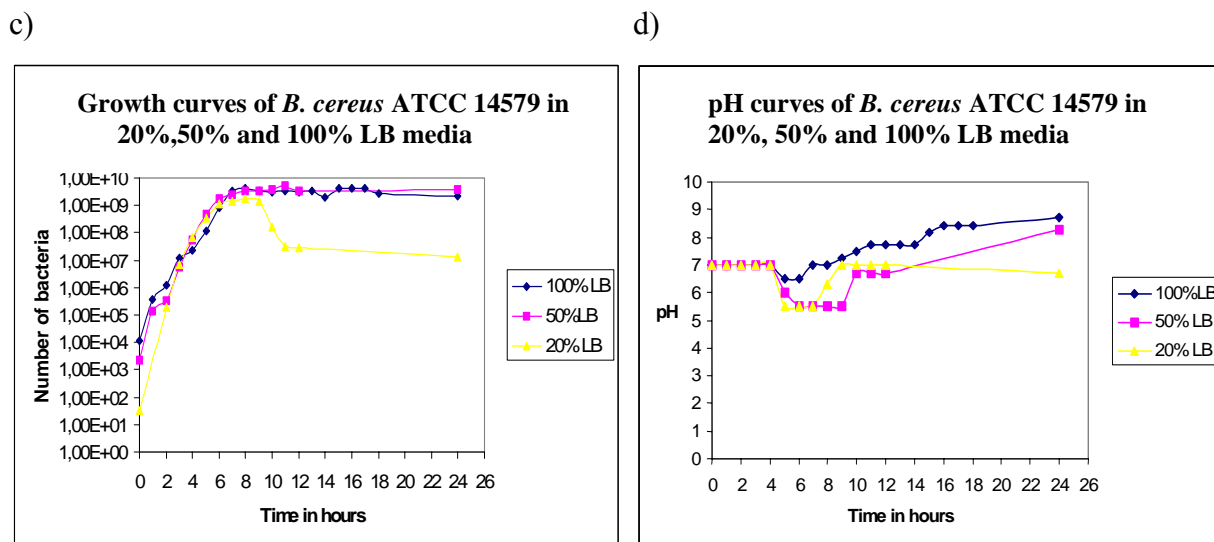 c)
d)
Growth curves of B. cereus ATCC 14579 in
20%,50% and 100% LB media
1,00E+10
1,00E+09
1,00E+08
1,00E+07
1,00E+06
1,00E+05
1,00E+04
1,00E+03
1,00E+02
1,00E+01
1,00E+00
Number of bacteria
0 2 4 6 8 10 12 14 16 18 20 22 24 26
Time in hours
100%LB
50%LB
20%LB
pH curves of B. cereus ATCC 14579 in
20%, 50% and 100% LB media
10
9
8
7
6
5
4
3
2
1
0
pH
0 2 4 6 8 10 12 14 16 18 20 22 24 26
Time in hours
100%LB
50%LB
20%LB